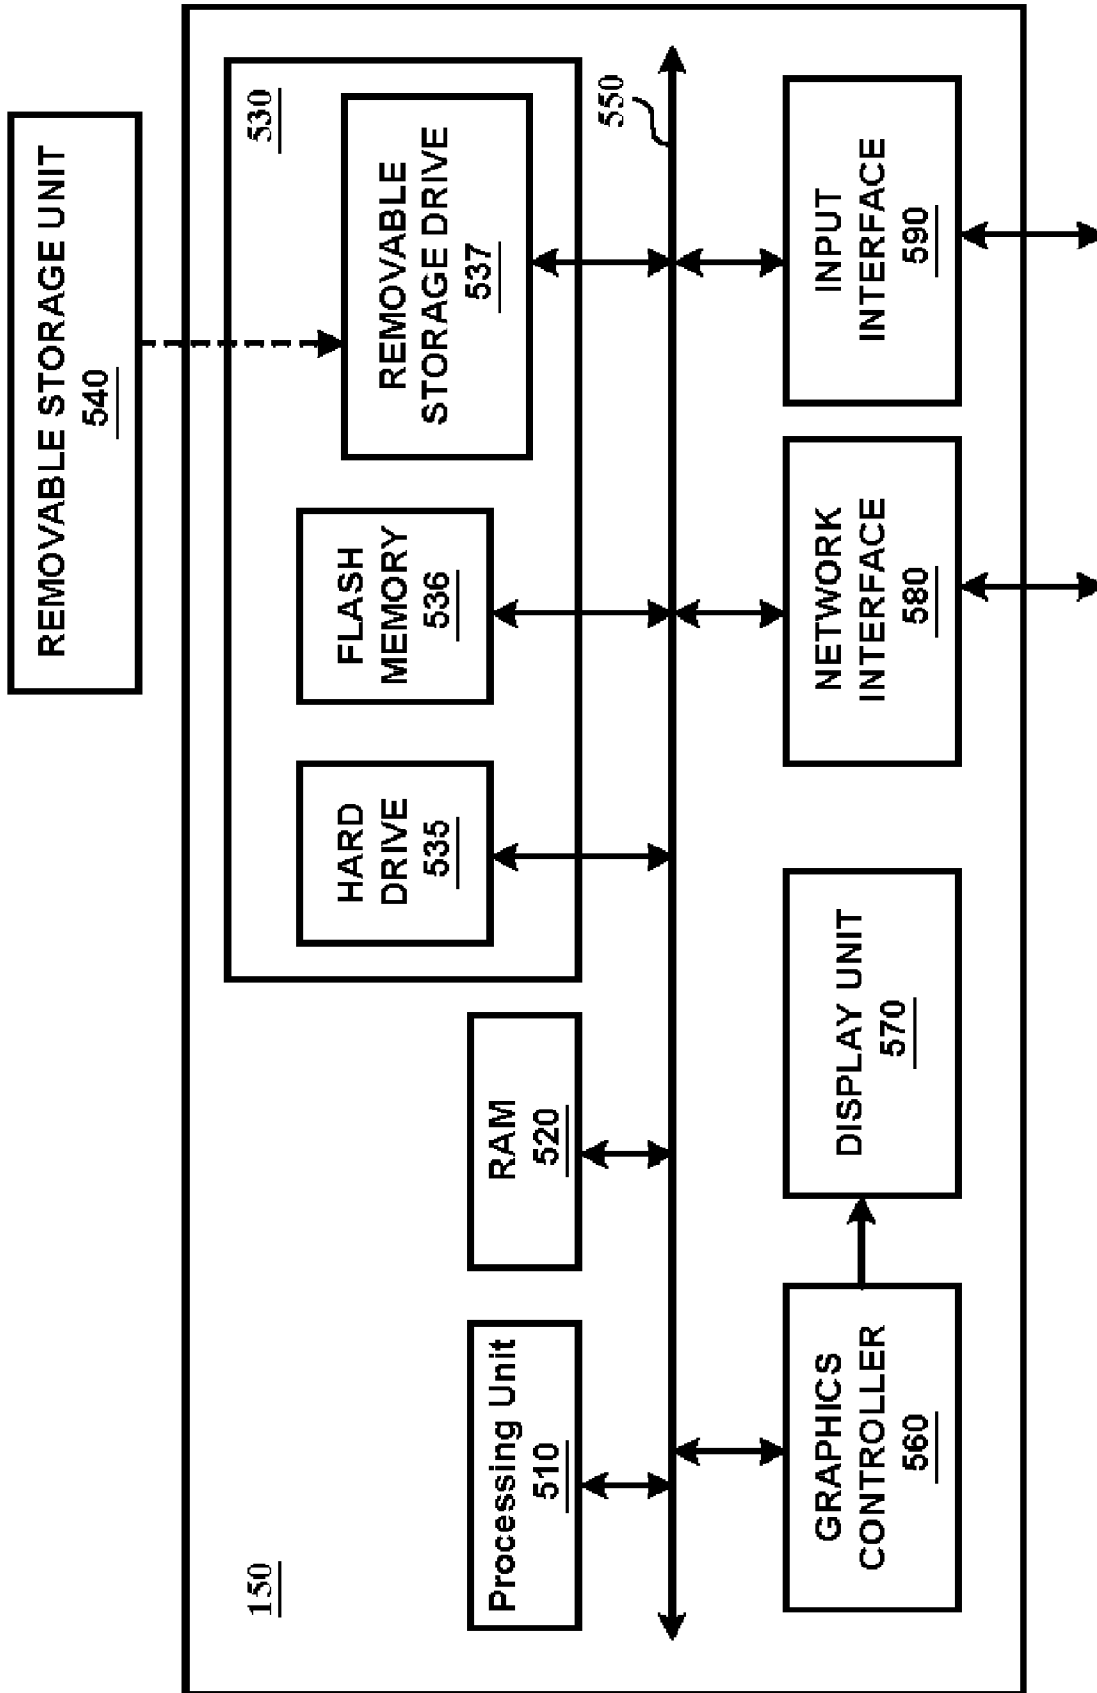 REMOVABLE STORAGE UNIT
540
150
530
Processing Unit
510
RAM
520
HARD
DRIVE
535
FLASH
MEMORY
536
REMOVABLE
STORAGE DRIVE
537
550
GRAPHICS
CONTROLLER
560
DISPLAY UNIT
570
NETWORK
INTERFACE
580
INPUT
INTERFACE
590